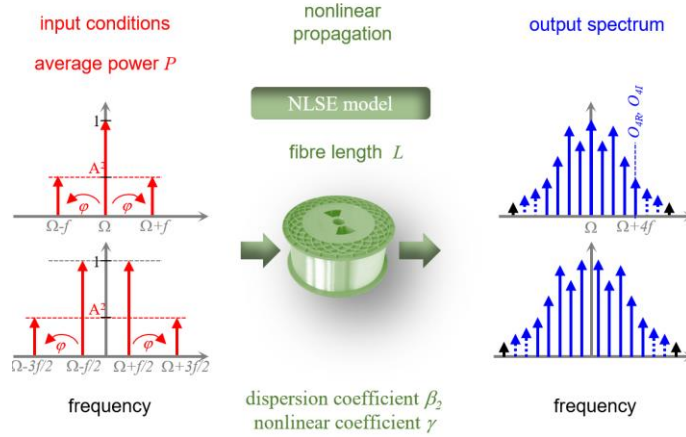 input conditions
average power P
nonlinear
propagation
output spectrum
NLSE model
fibre length L
1
A²
φ φ
Ω-f Ω Ω+f
O4R, O4I
Ω Ω+4f
1
A²
φ φ
Ω-3f/2 Ω-f/2 Ω+f/2 Ω+3f/2
frequency
dispersion coefficient β₂
nonlinear coefficient γ
frequency